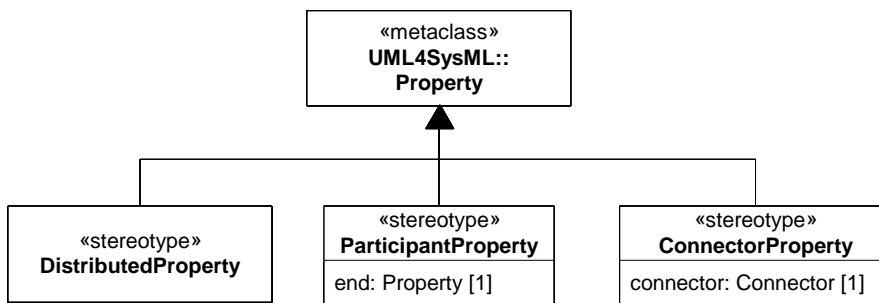 «metaclass»
UML4SysML::
Property
«stereotype»
DistributedProperty
«stereotype»
ParticipantProperty
end: Property [1]
«stereotype»
ConnectorProperty
connector: Connector [1]